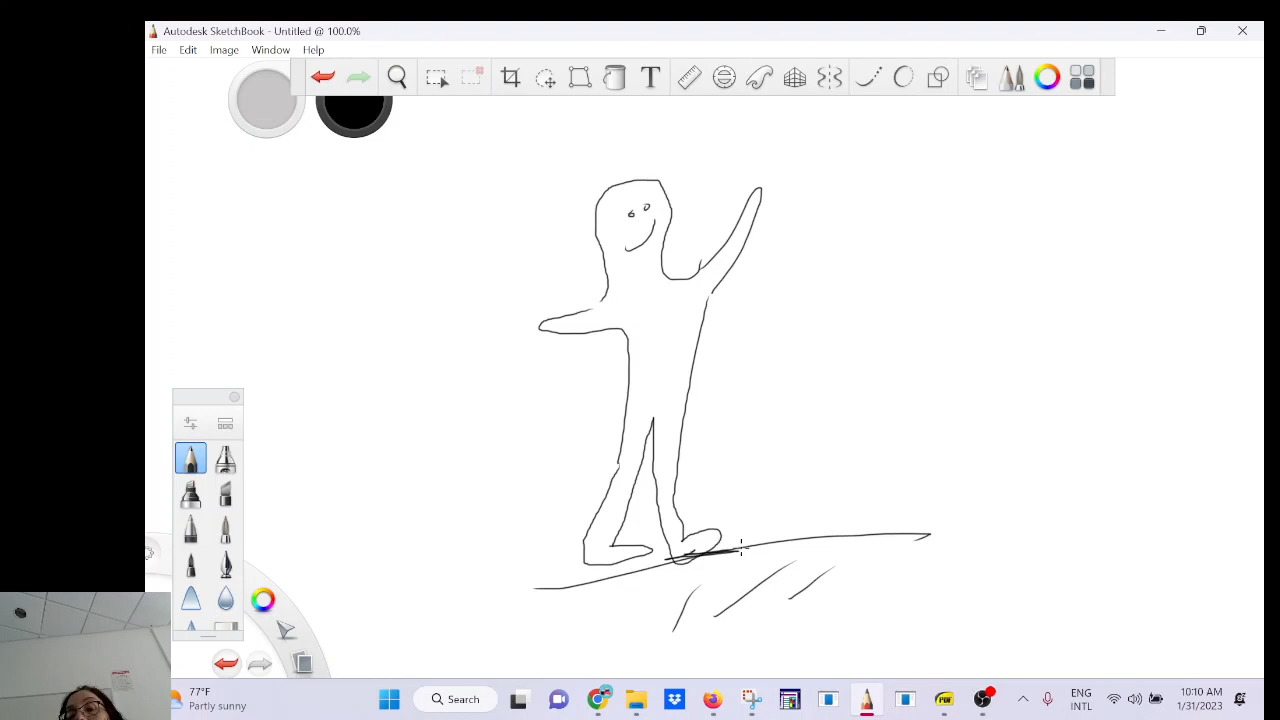 Autodesk SketchBook - Untitled @ 100.0%
File Edit Image Window Help
T
77°F
Partly sunny
Search
ENG
INTL
10:10 AM
1/31/2023